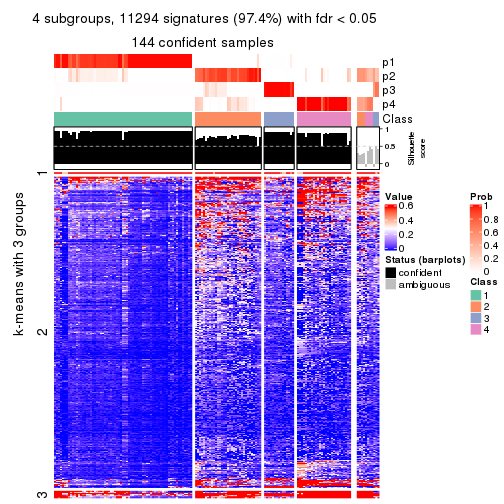 4 subgroups, 11294 signatures (97.4%) with fdr < 0.05
144 confident samples
p1
p2
p3
p4
Class
1
0.5
0
Silhouette
score
k-means with 3 groups
1
2
3
Value
0.6
0.4
0.2
0
Status (barplots)
confident
ambiguous
Prob
1
0.8
0.6
0.4
0.2
0
Class
1
2
3
4